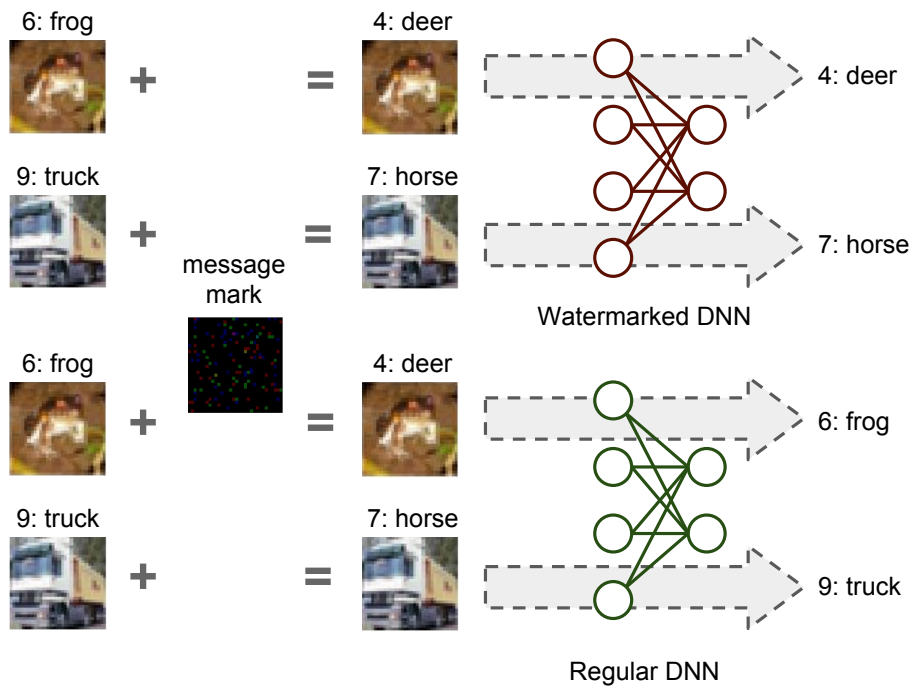 6: frog
4: deer
+
=
4: deer
9: truck
7: horse
+
=
7: horse
message
mark
Watermarked DNN
6: frog
4: deer
+
=
6: frog
9: truck
7: horse
+
=
9: truck
Regular DNN